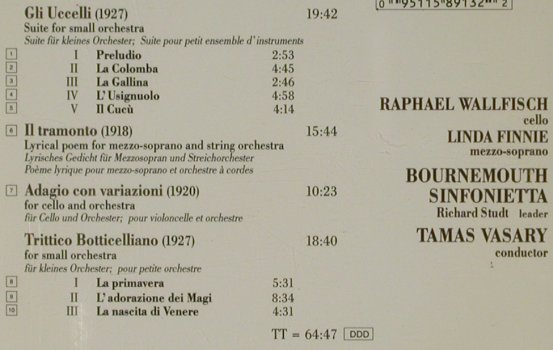 Gli Uccelli (1927) 19:42
Suite for small orchestra
Suite für kleines Orchester; Suite pour petit ensemble d'instruments
1 I Preludio 2:53
2 II La Colomba 4:45
3 III La Gallina 2:46
4 IV L'Usignuolo 4:58
5 V Il Cucù 4:14
6 Il tramonto (1918) 15:44
Lyrical poem for mezzo-soprano and string orchestra
Lyrisches Gedicht für Mezzosopran und Streichorchester
Poème lyrique pour mezzo-soprano et orchestre à cordes
7 Adagio con variazioni (1920) 10:23
for cello and orchestra
für Cello und Orchester; pour violoncelle et orchestre
Trittico Botticelliano (1927) 18:40
for small orchestra
für kleines Orchester; pour petite orchestre
8 I La primavera 5:31
9 II L'adorazione dei Magi 8:34
10 III La nascita di Venere 4:31
TT = 64:47 DDD
0 95115 89132 2
RAPHAEL WALLFISCH
cello
LINDA FINNIE
mezzo-soprano
BOURNEMOUTH
SINFONIETTA
Richard Studt leader
TAMAS VASARY
conductor